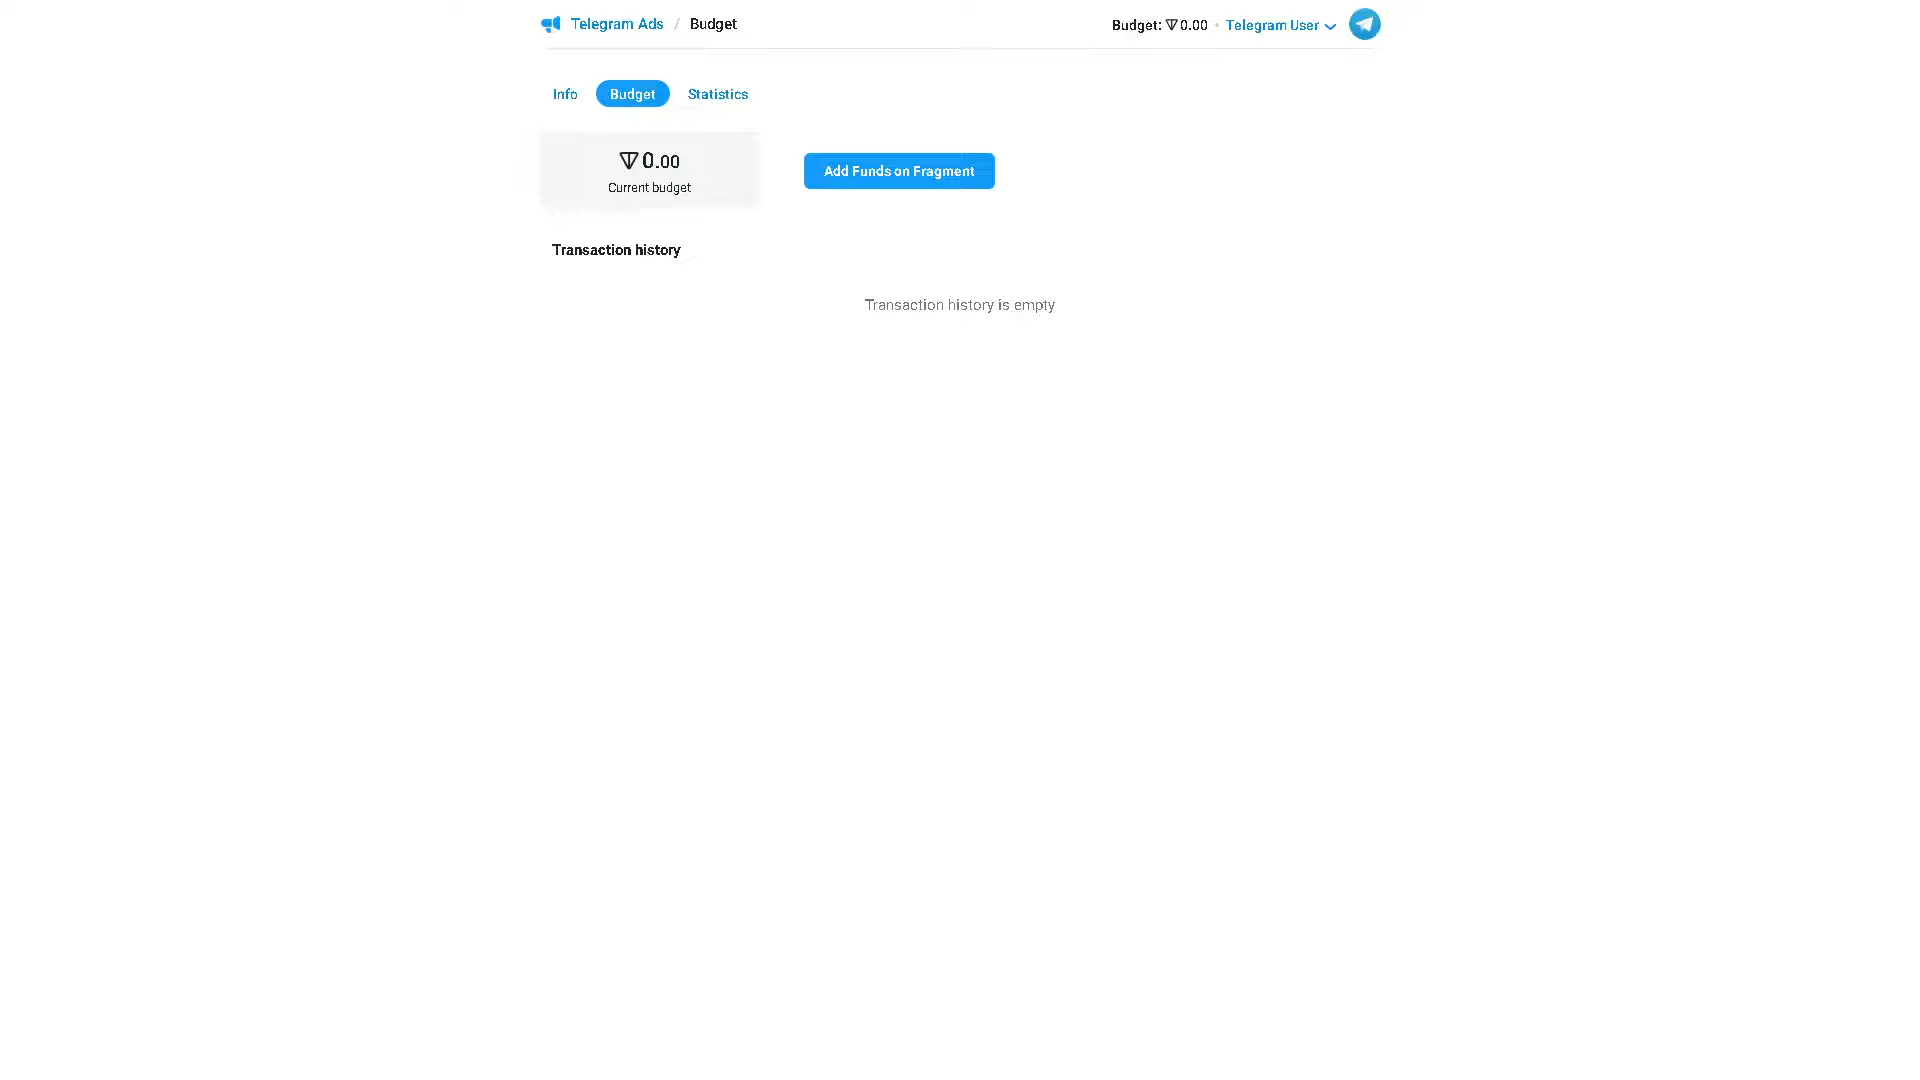 Telegram Ads / Budget
Budget: 0.00 • Telegram User
Info Budget Statistics
0.00
Current budget
Add Funds on Fragment
Transaction history
Transaction history is empty